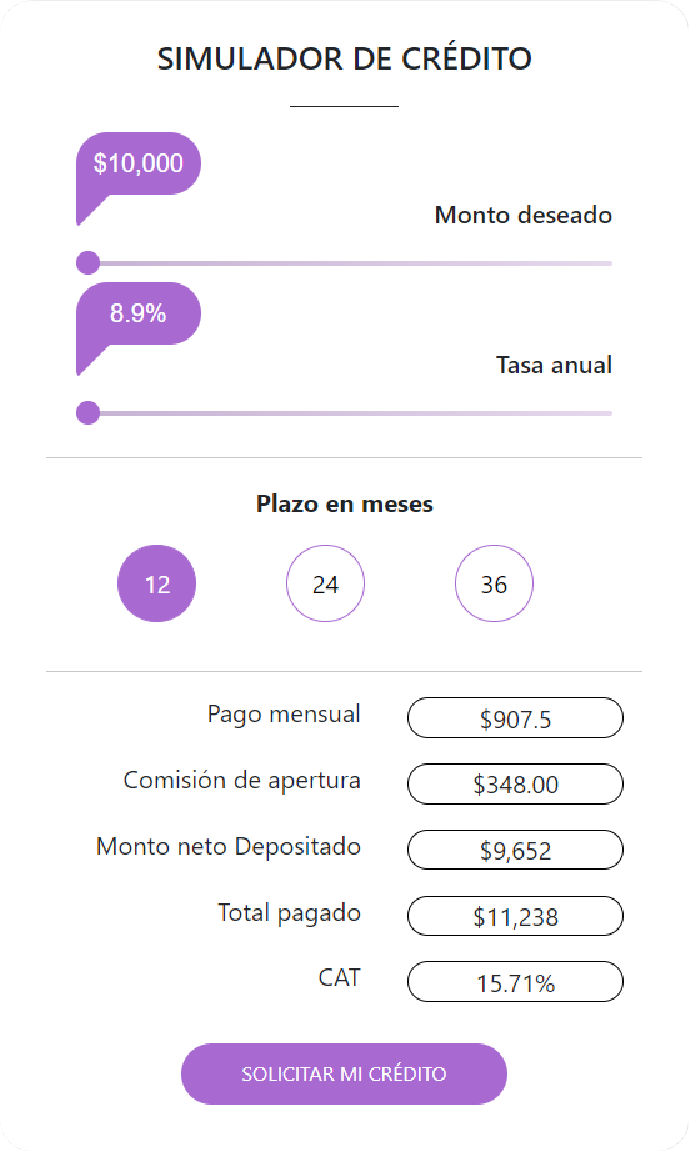 SIMULADOR DE CRÉDITO
$10,000
Monto deseado
8.9%
Tasa anual
Plazo en meses
12 24 36
Pago mensual $907.5
Comisión de apertura $348.00
Monto neto Depositado $9,652
Total pagado $11,238
CAT 15.71%
SOLICITAR MI CRÉDITO